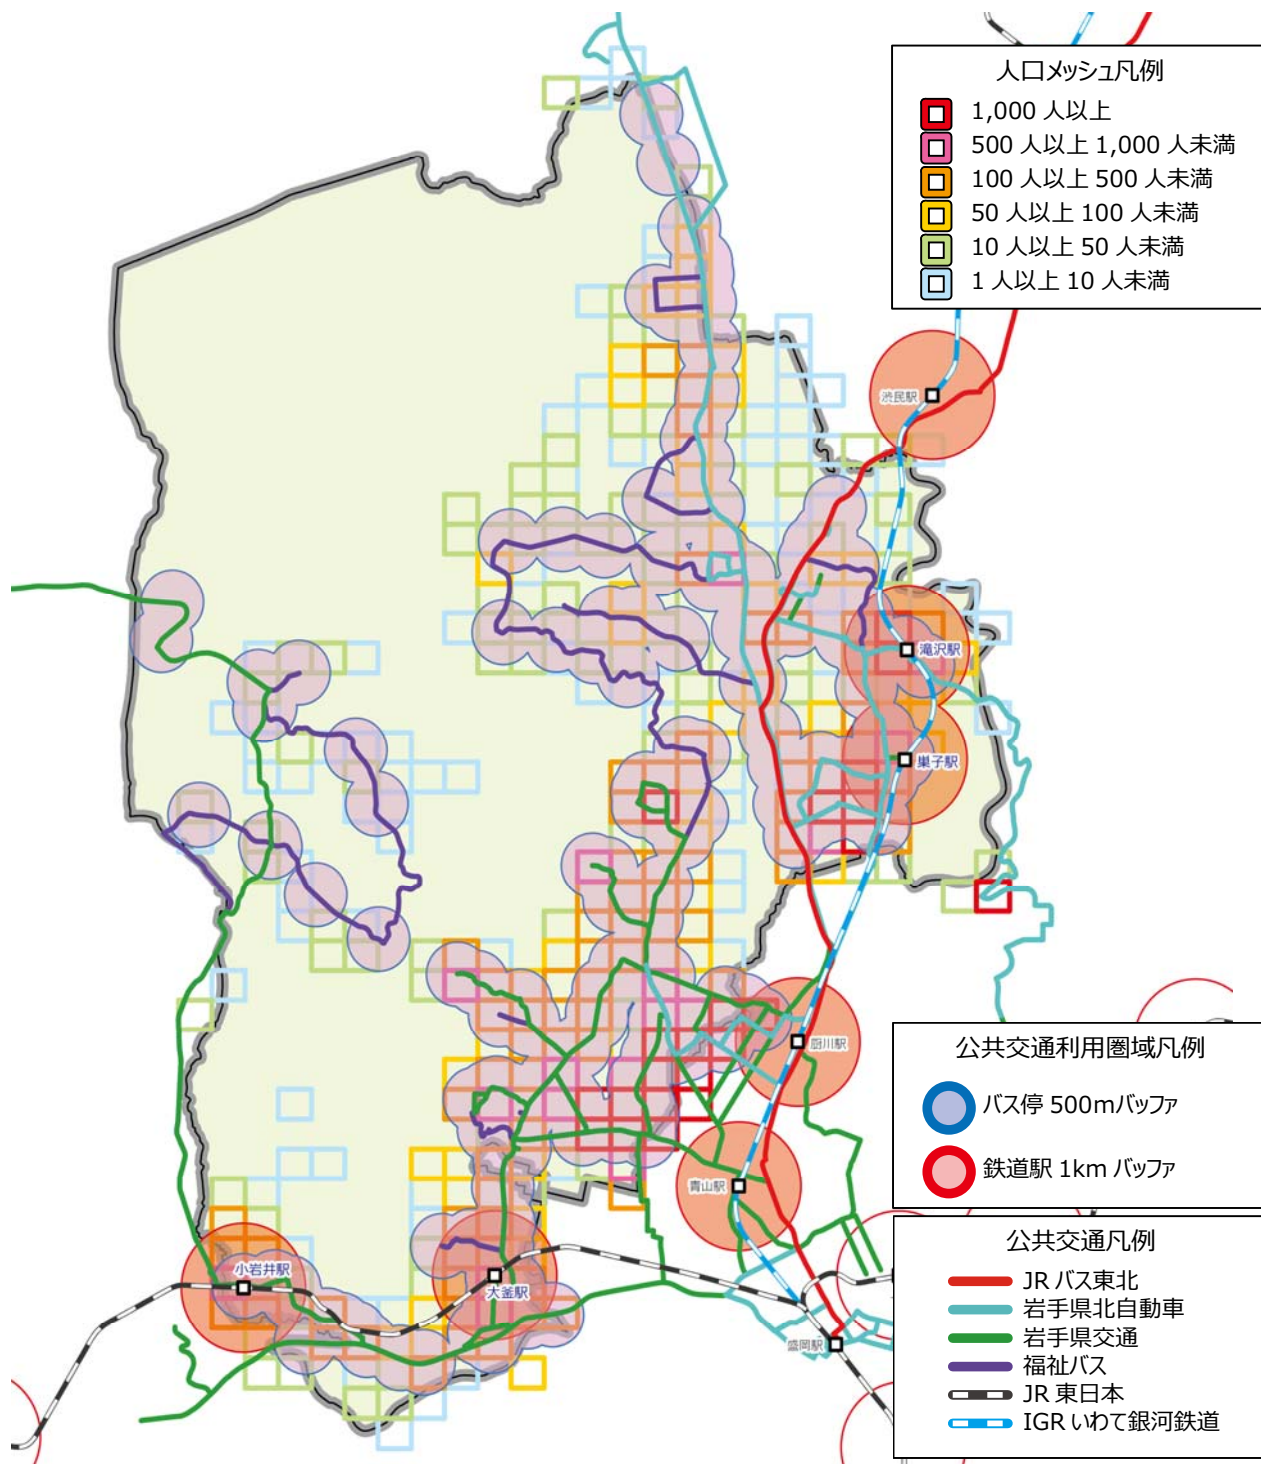 人口メッシュ凡例
1,000 人以上
500 人以上 1,000 人未満
100 人以上 500 人未満
50 人以上 100 人未満
10 人以上 50 人未満
1 人以上 10 人未満
渋民駅
滝沢駅
巣子駅
厨川駅
青山駅
小岩井駅
大釜駅
盛岡駅
公共交通利用圏域凡例
バス停 500mバッファ
鉄道駅 1km バッファ
公共交通凡例
JR バス東北
岩手県北自動車
岩手県交通
福祉バス
JR 東日本
IGR いわて銀河鉄道